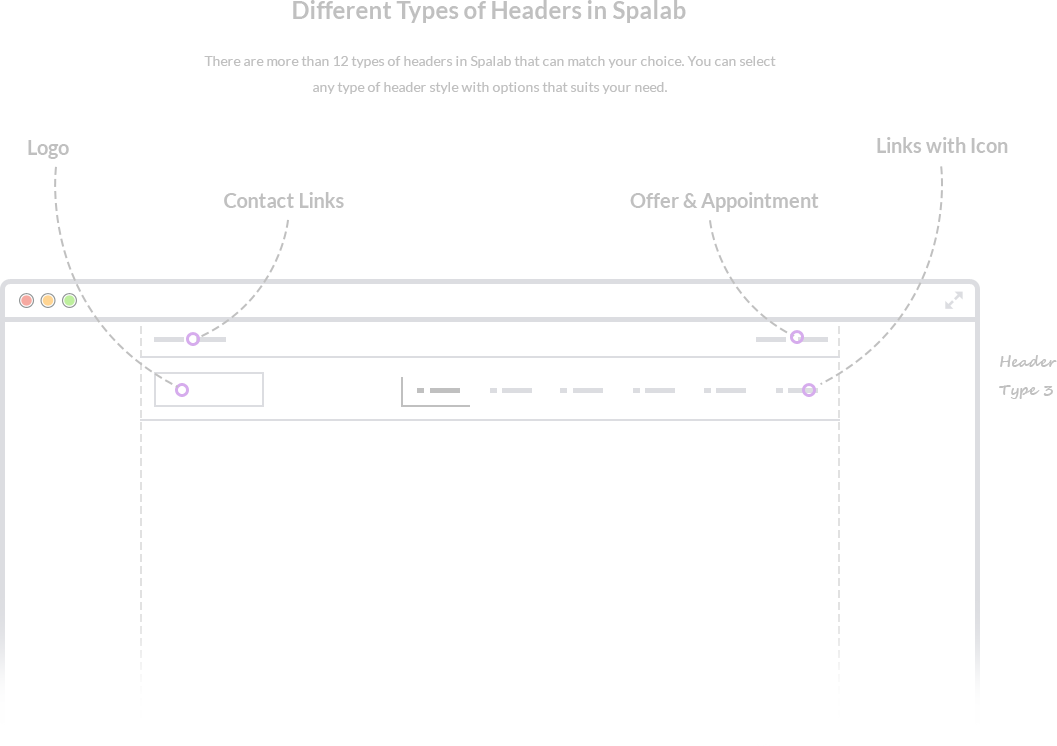 Different Types of Headers in Spalab
There are more than 12 types of headers in Spalab that can match your choice. You can select
any type of header style with options that suits your need.
Logo
Links with Icon
Contact Links
Offer & Appointment
Header
Type 3